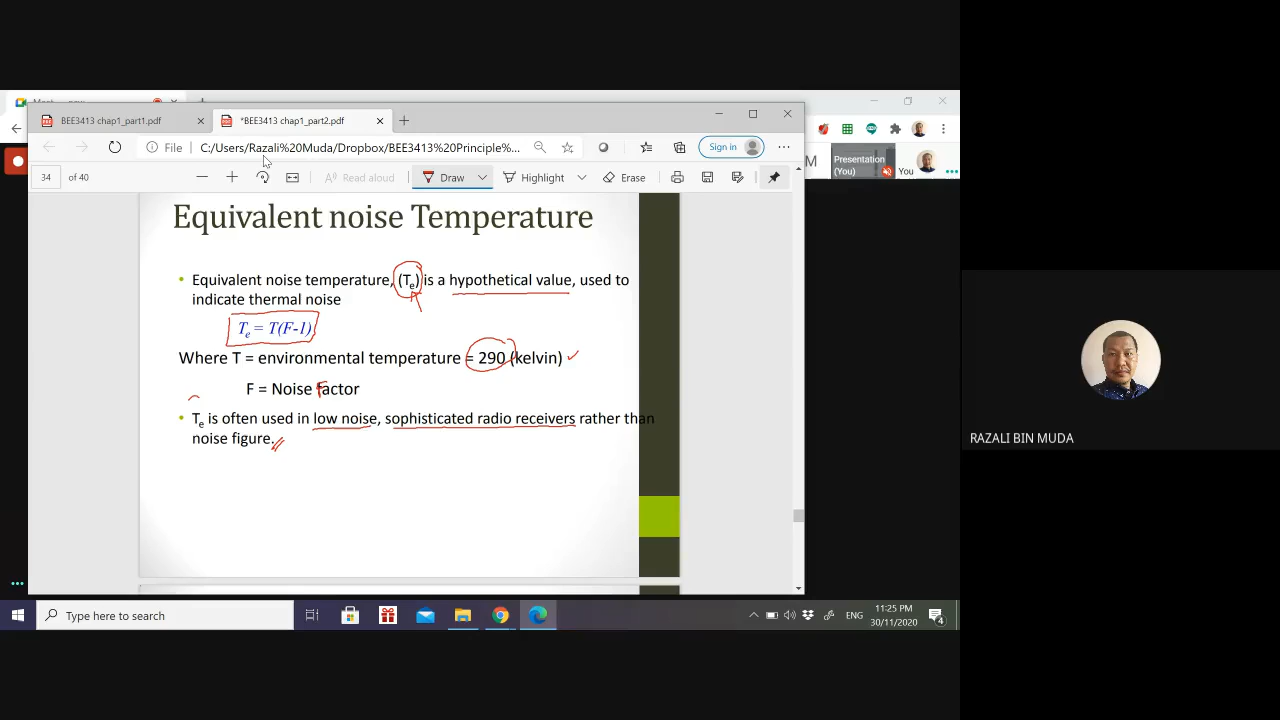 BEE3413 chap1_part1.pdf
*BEE3413 chap1_part2.pdf
File
C:/Users/Razali%20Muda/Dropbox/BEE3413%20Principle%...
Sign in
34 of 40
Read aloud
Draw
Highlight
Erase
M
Presentation
(You)
You
Equivalent noise Temperature
• Equivalent noise temperature, (Te) is a hypothetical value, used to
indicate thermal noise
Te = T(F-1)
Where T = environmental temperature = 290 (kelvin)
F = Noise factor
• Te is often used in low noise, sophisticated radio receivers rather than
noise figure.
RAZALI BIN MUDA
Type here to search
ENG
11:25 PM
30/11/2020
4